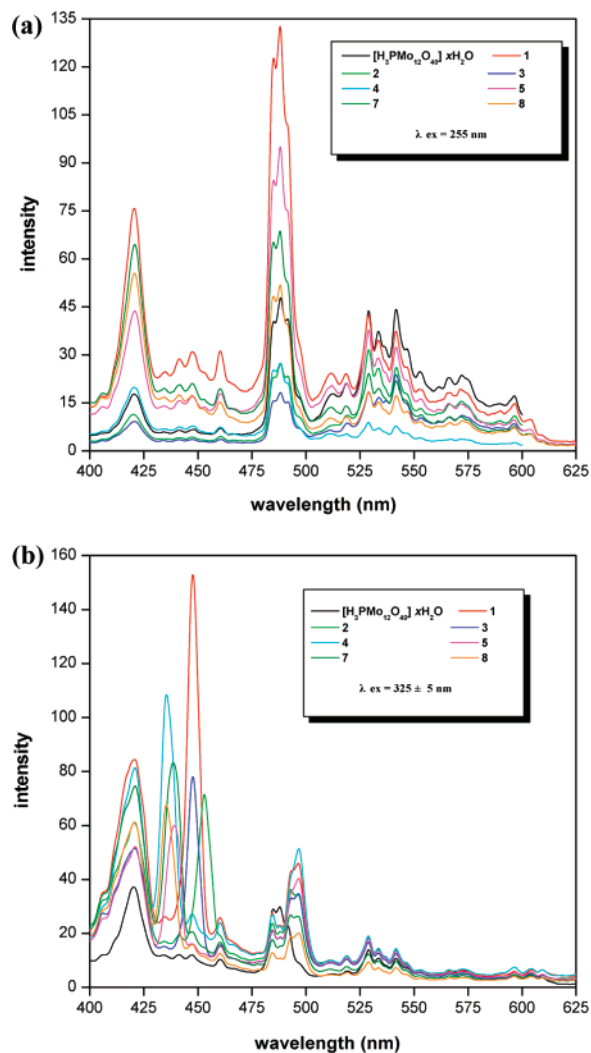 (a)
135
120
105
90
75
60
45
30
15
0
intensity
[H3PMo12O40] xH2O 1
2 3
4 5
7 8
λ ex = 255 nm
400 425 450 475 500 525 550 575 600 625
wavelength (nm)
(b)
160
140
120
100
80
60
40
20
0
intensity
[H3PMo12O40] xH2O 1
2 3
4 5
7 8
λ ex = 325 ± 5 nm
400 425 450 475 500 525 550 575 600 625
wavelength (nm)